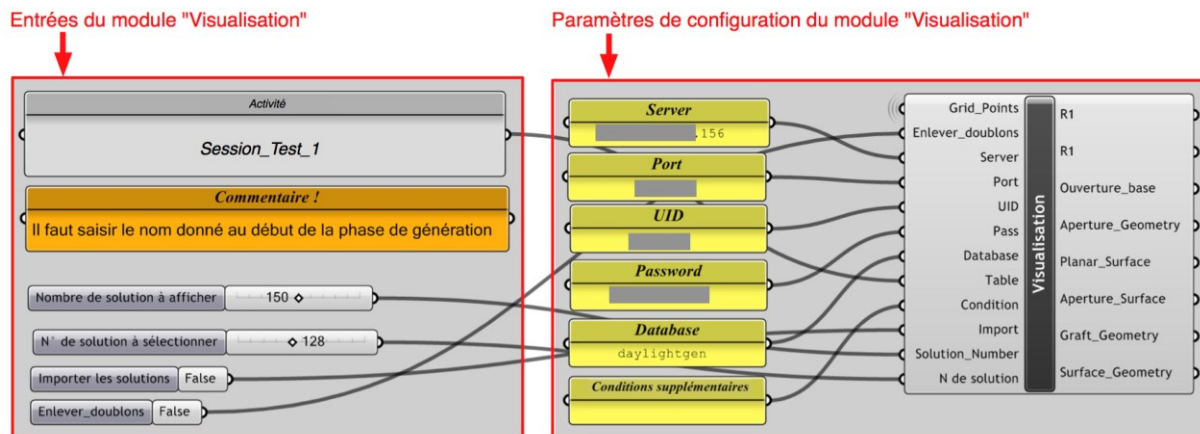 Entrées du module "Visualisation"
Paramètres de configuration du module "Visualisation"
Activité
Session_Test_1
Commentaire !
Il faut saisir le nom donné au début de la phase de génération
Nombre de solution à afficher
150
N° de solution à sélectionner
128
Importer les solutions
False
Enlever_doublons
False
Server
.156
Port
UID
Password
Database
daylightgen
Conditions supplémentaires
Grid_Points
Enlever_doublons
Server
Port
UID
Pass
Database
Table
Condition
Import
Solution_Number
N de solution
Visualisation
R1
R1
Ouverture_base
Aperture_Geometry
Planar_Surface
Aperture_Surface
Graft_Geometry
Surface_Geometry